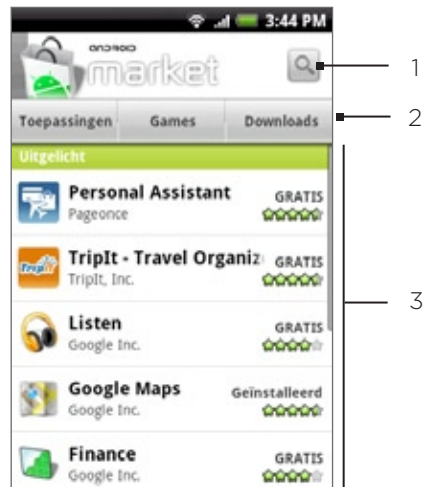 3:44 PM
ANDROID
market
1
Toepassingen Games Downloads
2
Uitgelicht
Personal Assistant GRATIS
Pageonce
TripIt - Travel Organiz GRATIS
TripIt, Inc.
TripIt
3
Listen GRATIS
Google Inc.
Google Maps Geïnstalleerd
Google Inc.
Finance GRATIS
Google Inc.